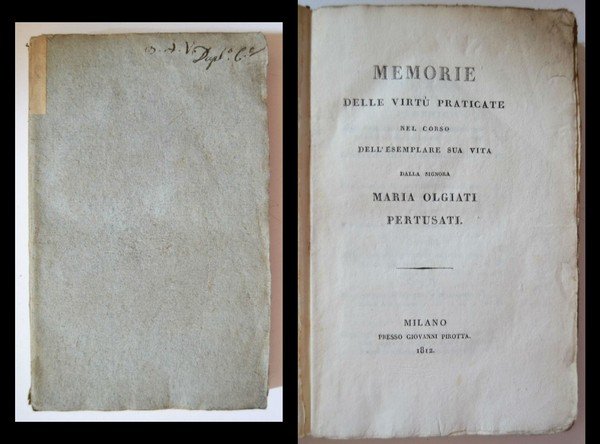 MEMORIE
DELLE VIRTÙ PRATICATE
NEL CORSO
DELL'ESEMPLARE SUA VITA
DALLA SIGNORA
MARIA OLGIATI
PERTUSATI.
MILANO
PRESSO GIOVANNI PIROTTA.
1812.